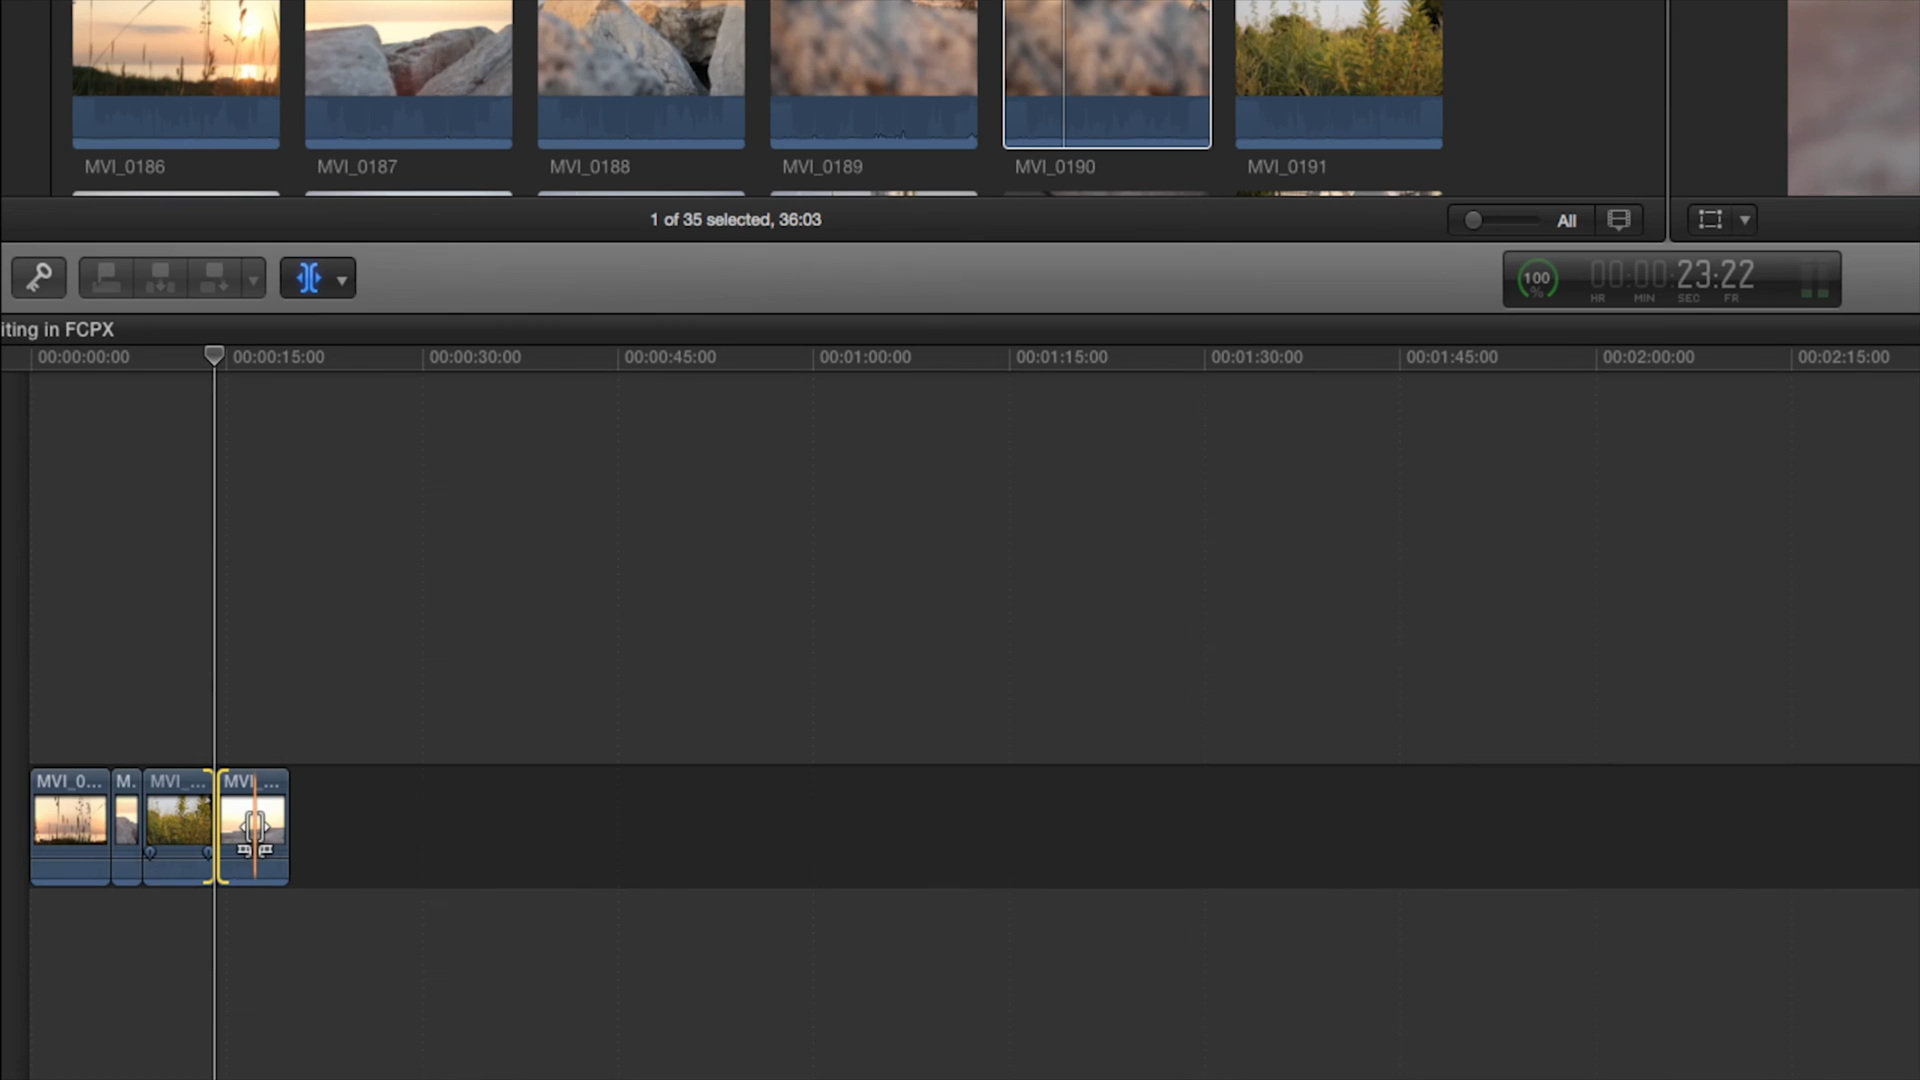 MVI_0186
MVI_0187
MVI_0188
MVI_0189
MVI_0190
MVI_0191
1 of 35 selected, 36:03
All
100
%
00:00:23:22
HR MIN SEC FR
iting in FCPX
00:00:00:00
00:00:15:00
00:00:30:00
00:00:45:00
00:01:00:00
00:01:15:00
00:01:30:00
00:01:45:00
00:02:00:00
00:02:15:00
MVI_0...
M.
MVI_...
MVI_...